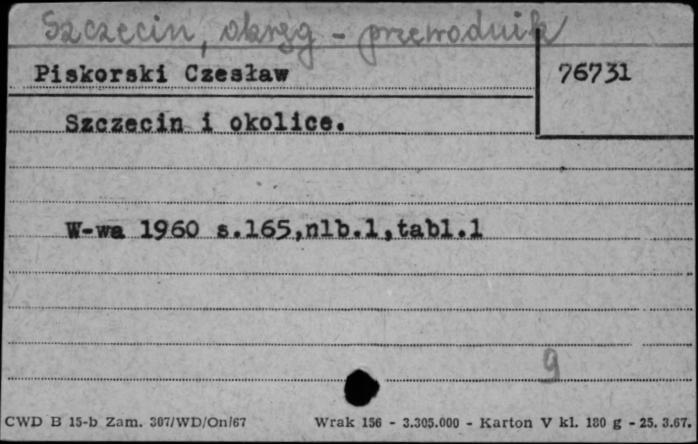 Szczecin, okręg - przewodnik
Piskorski Czesław 76731
Szczecin i okolice.
W-wa 1960 s.165,nlb.1,tabl.1
9
CWD B 15-b Zam. 307/WD/On/67 Wrak 156 - 3.305.000 - Karton V kl. 180 g - 25. 3.67.